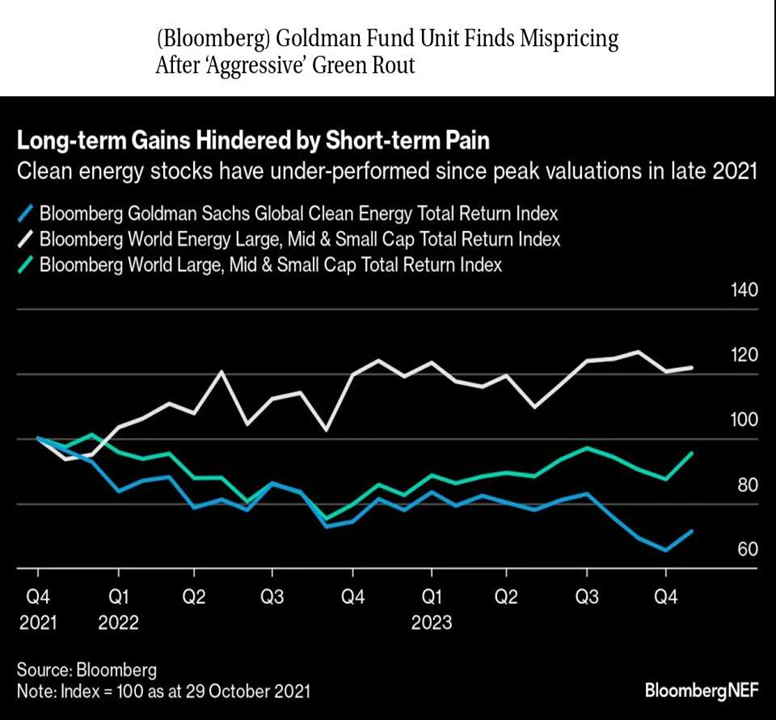 (Bloomberg) Goldman Fund Unit Finds Mispricing
After ‘Aggressive’ Green Rout
Long-term Gains Hindered by Short-term Pain
Clean energy stocks have under-performed since peak valuations in late 2021
Bloomberg Goldman Sachs Global Clean Energy Total Return Index
Bloomberg World Energy Large, Mid & Small Cap Total Return Index
Bloomberg World Large, Mid & Small Cap Total Return Index
140
120
100
80
60
Q4 Q1 Q2 Q3 Q4 Q1 Q2 Q3 Q4
2021 2022 2023
Source: Bloomberg
Note: Index = 100 as at 29 October 2021
BloombergNEF